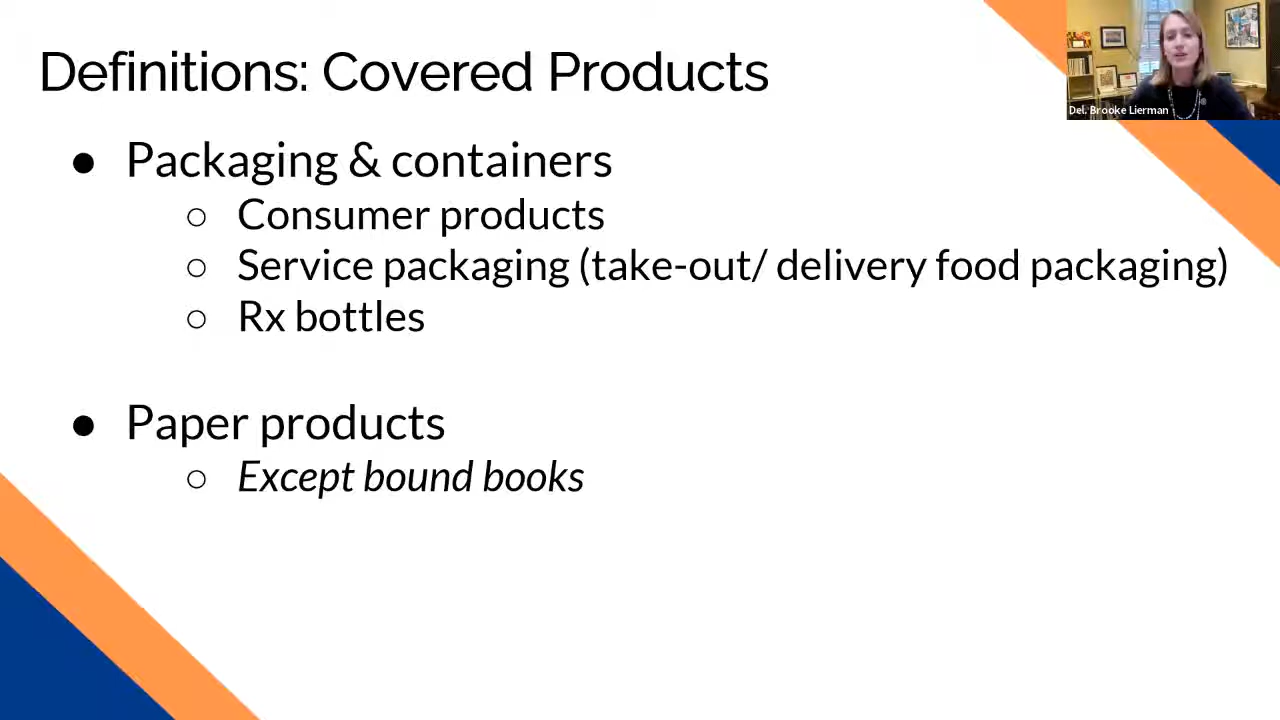 Definitions: Covered Products
Del. Brooke Lierman
● Packaging & containers
○ Consumer products
○ Service packaging (take-out/ delivery food packaging)
○ Rx bottles
● Paper products
○ Except bound books